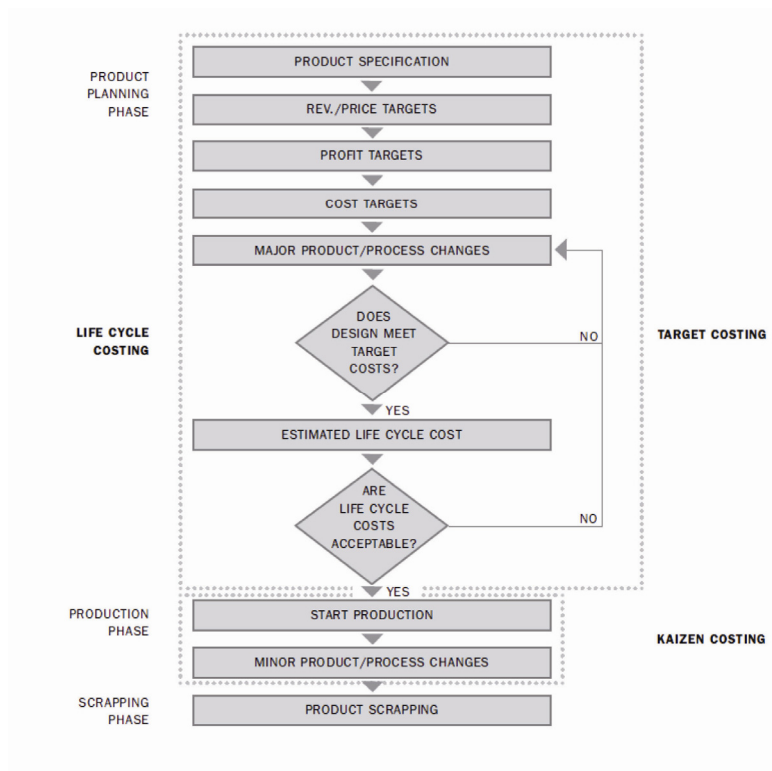 PRODUCT
PLANNING
PHASE
PRODUCT SPECIFICATION
REV./PRICE TARGETS
PROFIT TARGETS
COST TARGETS
MAJOR PRODUCT/PROCESS CHANGES
DOES
DESIGN MEET
TARGET
COSTS?
NO
YES
LIFE CYCLE
COSTING
TARGET COSTING
ESTIMATED LIFE CYCLE COST
ARE
LIFE CYCLE
COSTS
ACCEPTABLE?
NO
YES
PRODUCTION
PHASE
START PRODUCTION
MINOR PRODUCT/PROCESS CHANGES
KAIZEN COSTING
SCRAPPING
PHASE
PRODUCT SCRAPPING